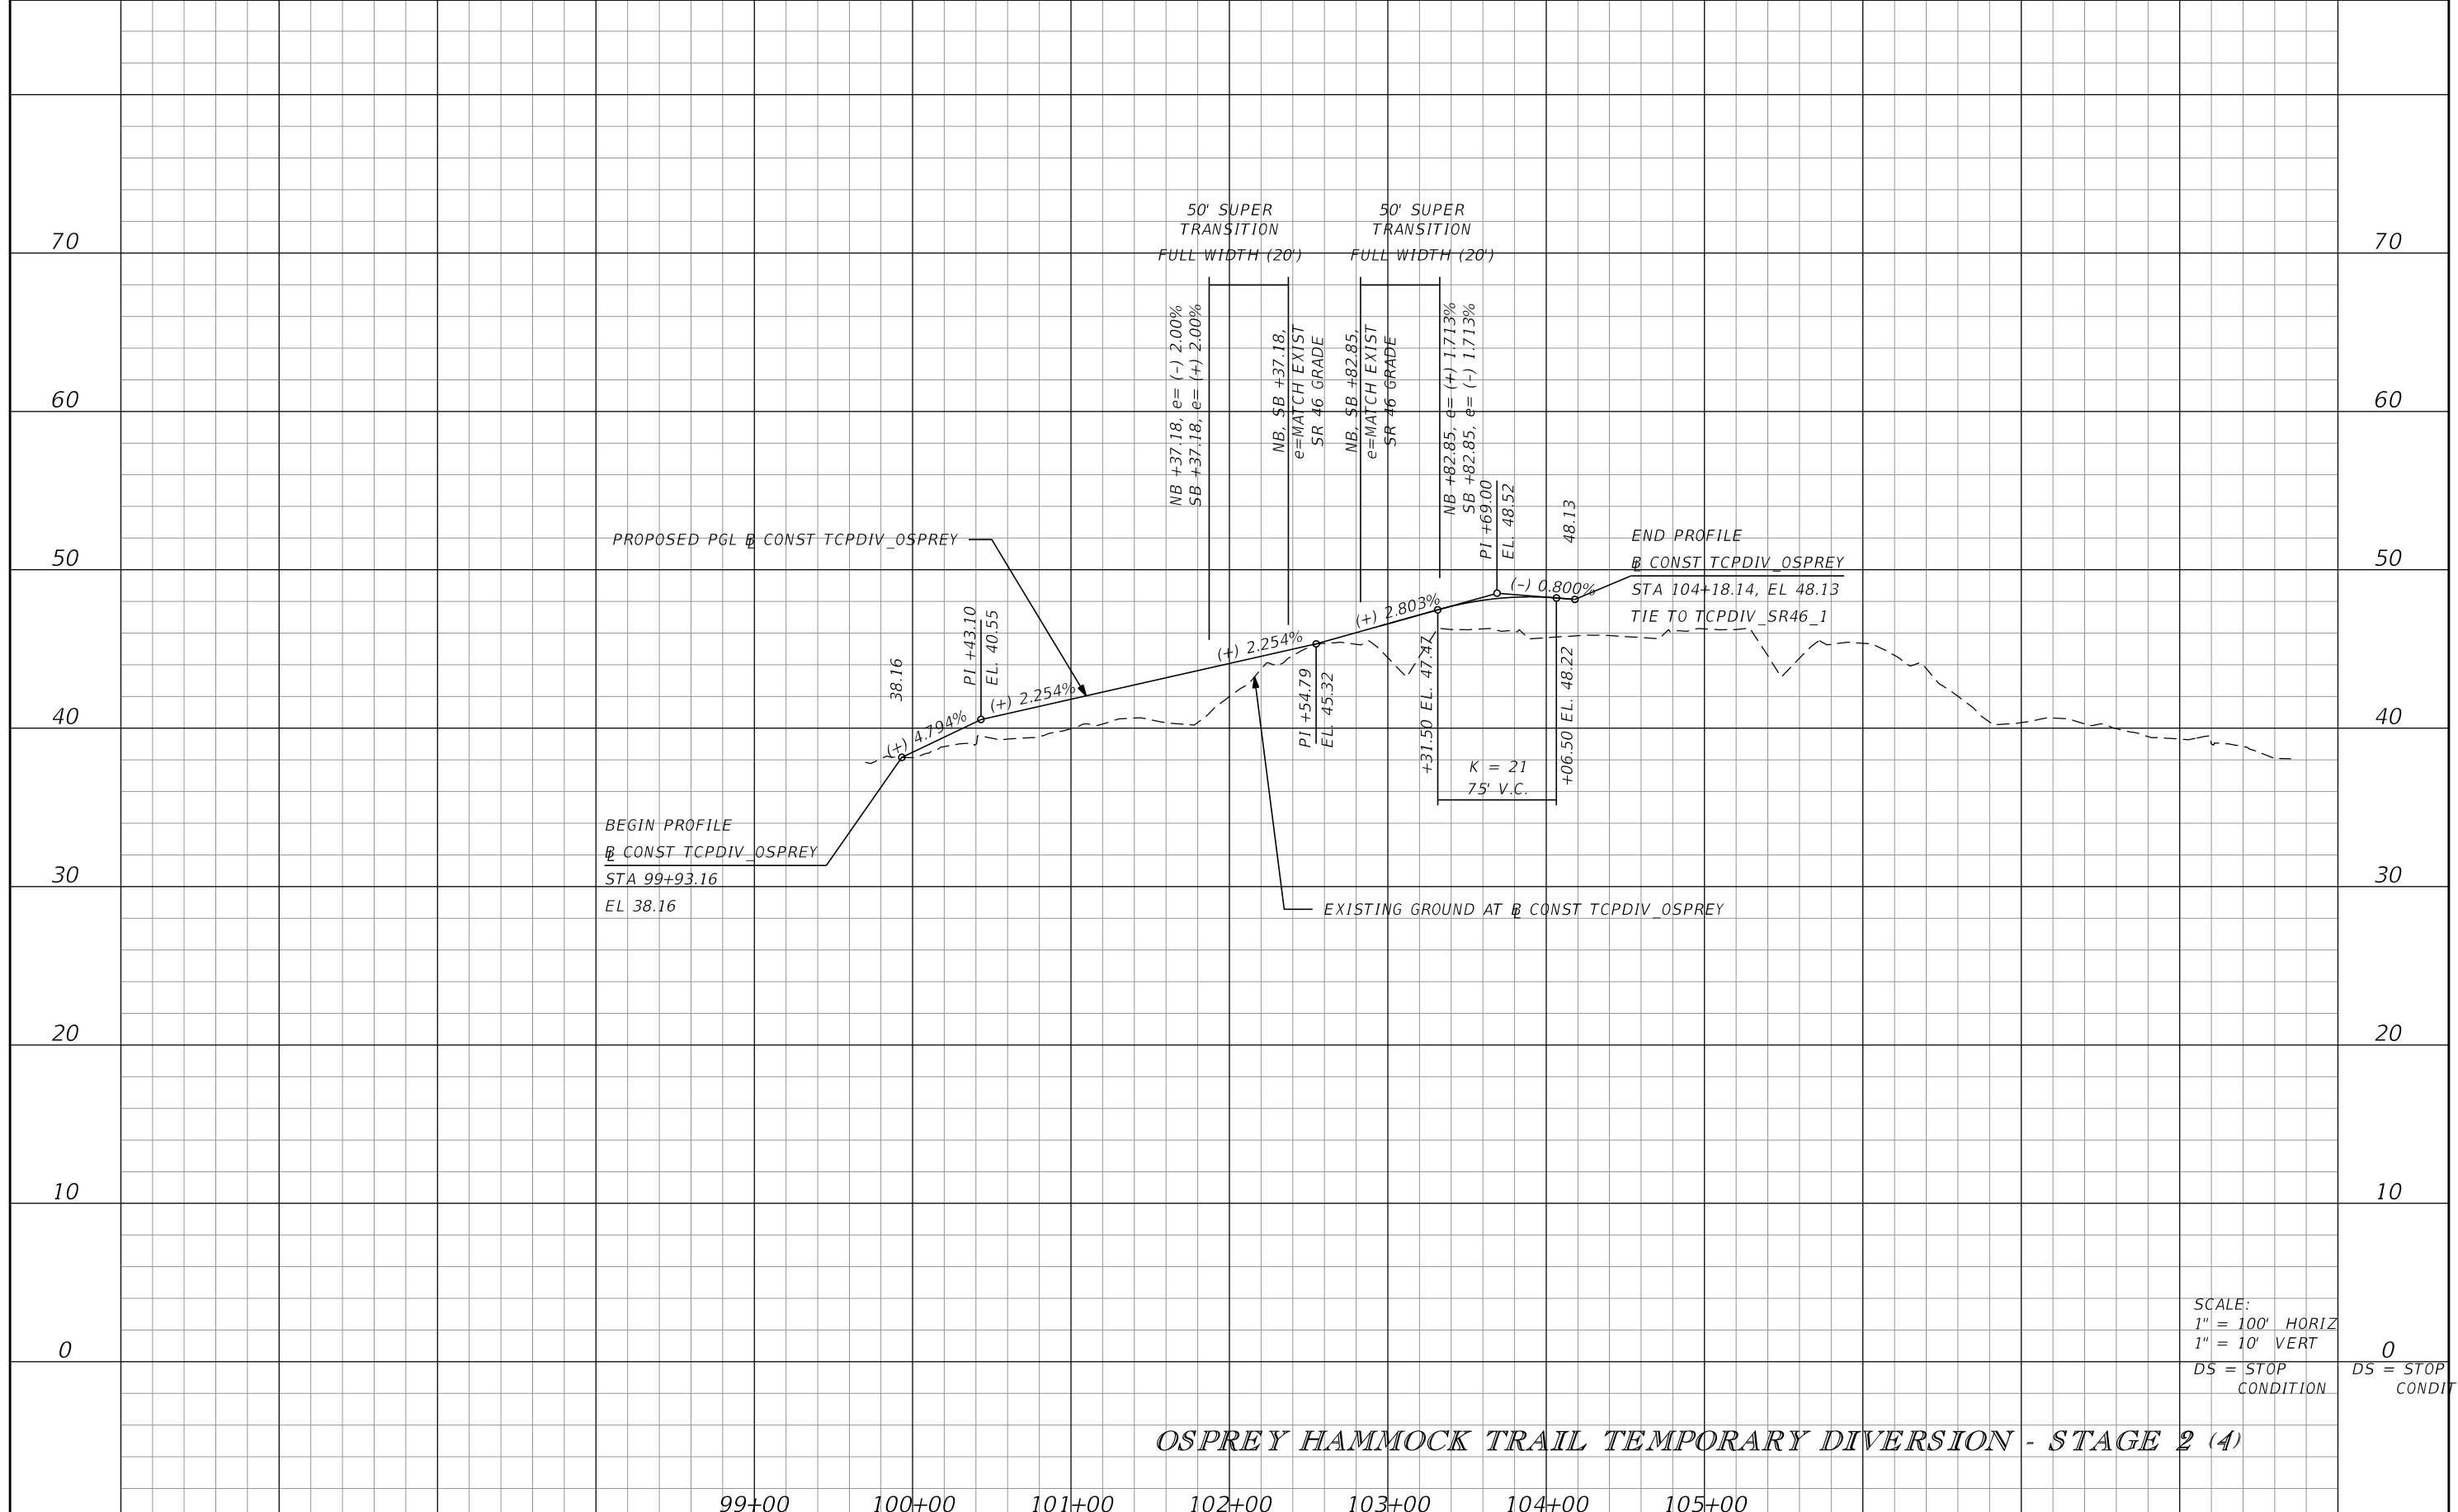 50' SUPER
TRANSITION
FULL WIDTH (20')
50' SUPER
TRANSITION
FULL WIDTH (20')
70
70
60
60
50
50
40
40
30
30
20
20
10
10
0
0
NB +37.18, e= (-) 2.00%
SB +37.18, e= (+) 2.00%
NB, SB +37.18,
e=MATCH EXIST
SR 46 GRADE
NB, SB +82.85,
e=MATCH EXIST
SR 46 GRADE
NB +82.85, e= (+) 1.713%
SB +82.85, e= (-) 1.713%
PI +69.00
EL. 48.52
48.13
PROPOSED PGL BL CONST TCPDIV_OSPREY
END PROFILE
BL CONST TCPDIV_OSPREY
STA 104+18.14, EL 48.13
TIE TO TCPDIV_SR46_1
38.16
PI +43.10
EL. 40.55
(+) 4.794%
(+) 2.254%
(+) 2.254%
(+) 2.803%
(-) 0.800%
PI +54.79
EL. 45.32
+31.50 EL. 47.47
+06.50 EL. 48.22
K = 21
75' V.C.
BEGIN PROFILE
BL CONST TCPDIV_OSPREY
STA 99+93.16
EL 38.16
EXISTING GROUND AT BL CONST TCPDIV_OSPREY
SCALE:
1" = 100' HORIZ
1" = 10' VERT
DS = STOP
CONDITION
DS = STOP
CONDIT
OSPREY HAMMOCK TRAIL TEMPORARY DIVERSION - STAGE
99+00
100+00
101+00
102+00
103+00
104+00
105+00